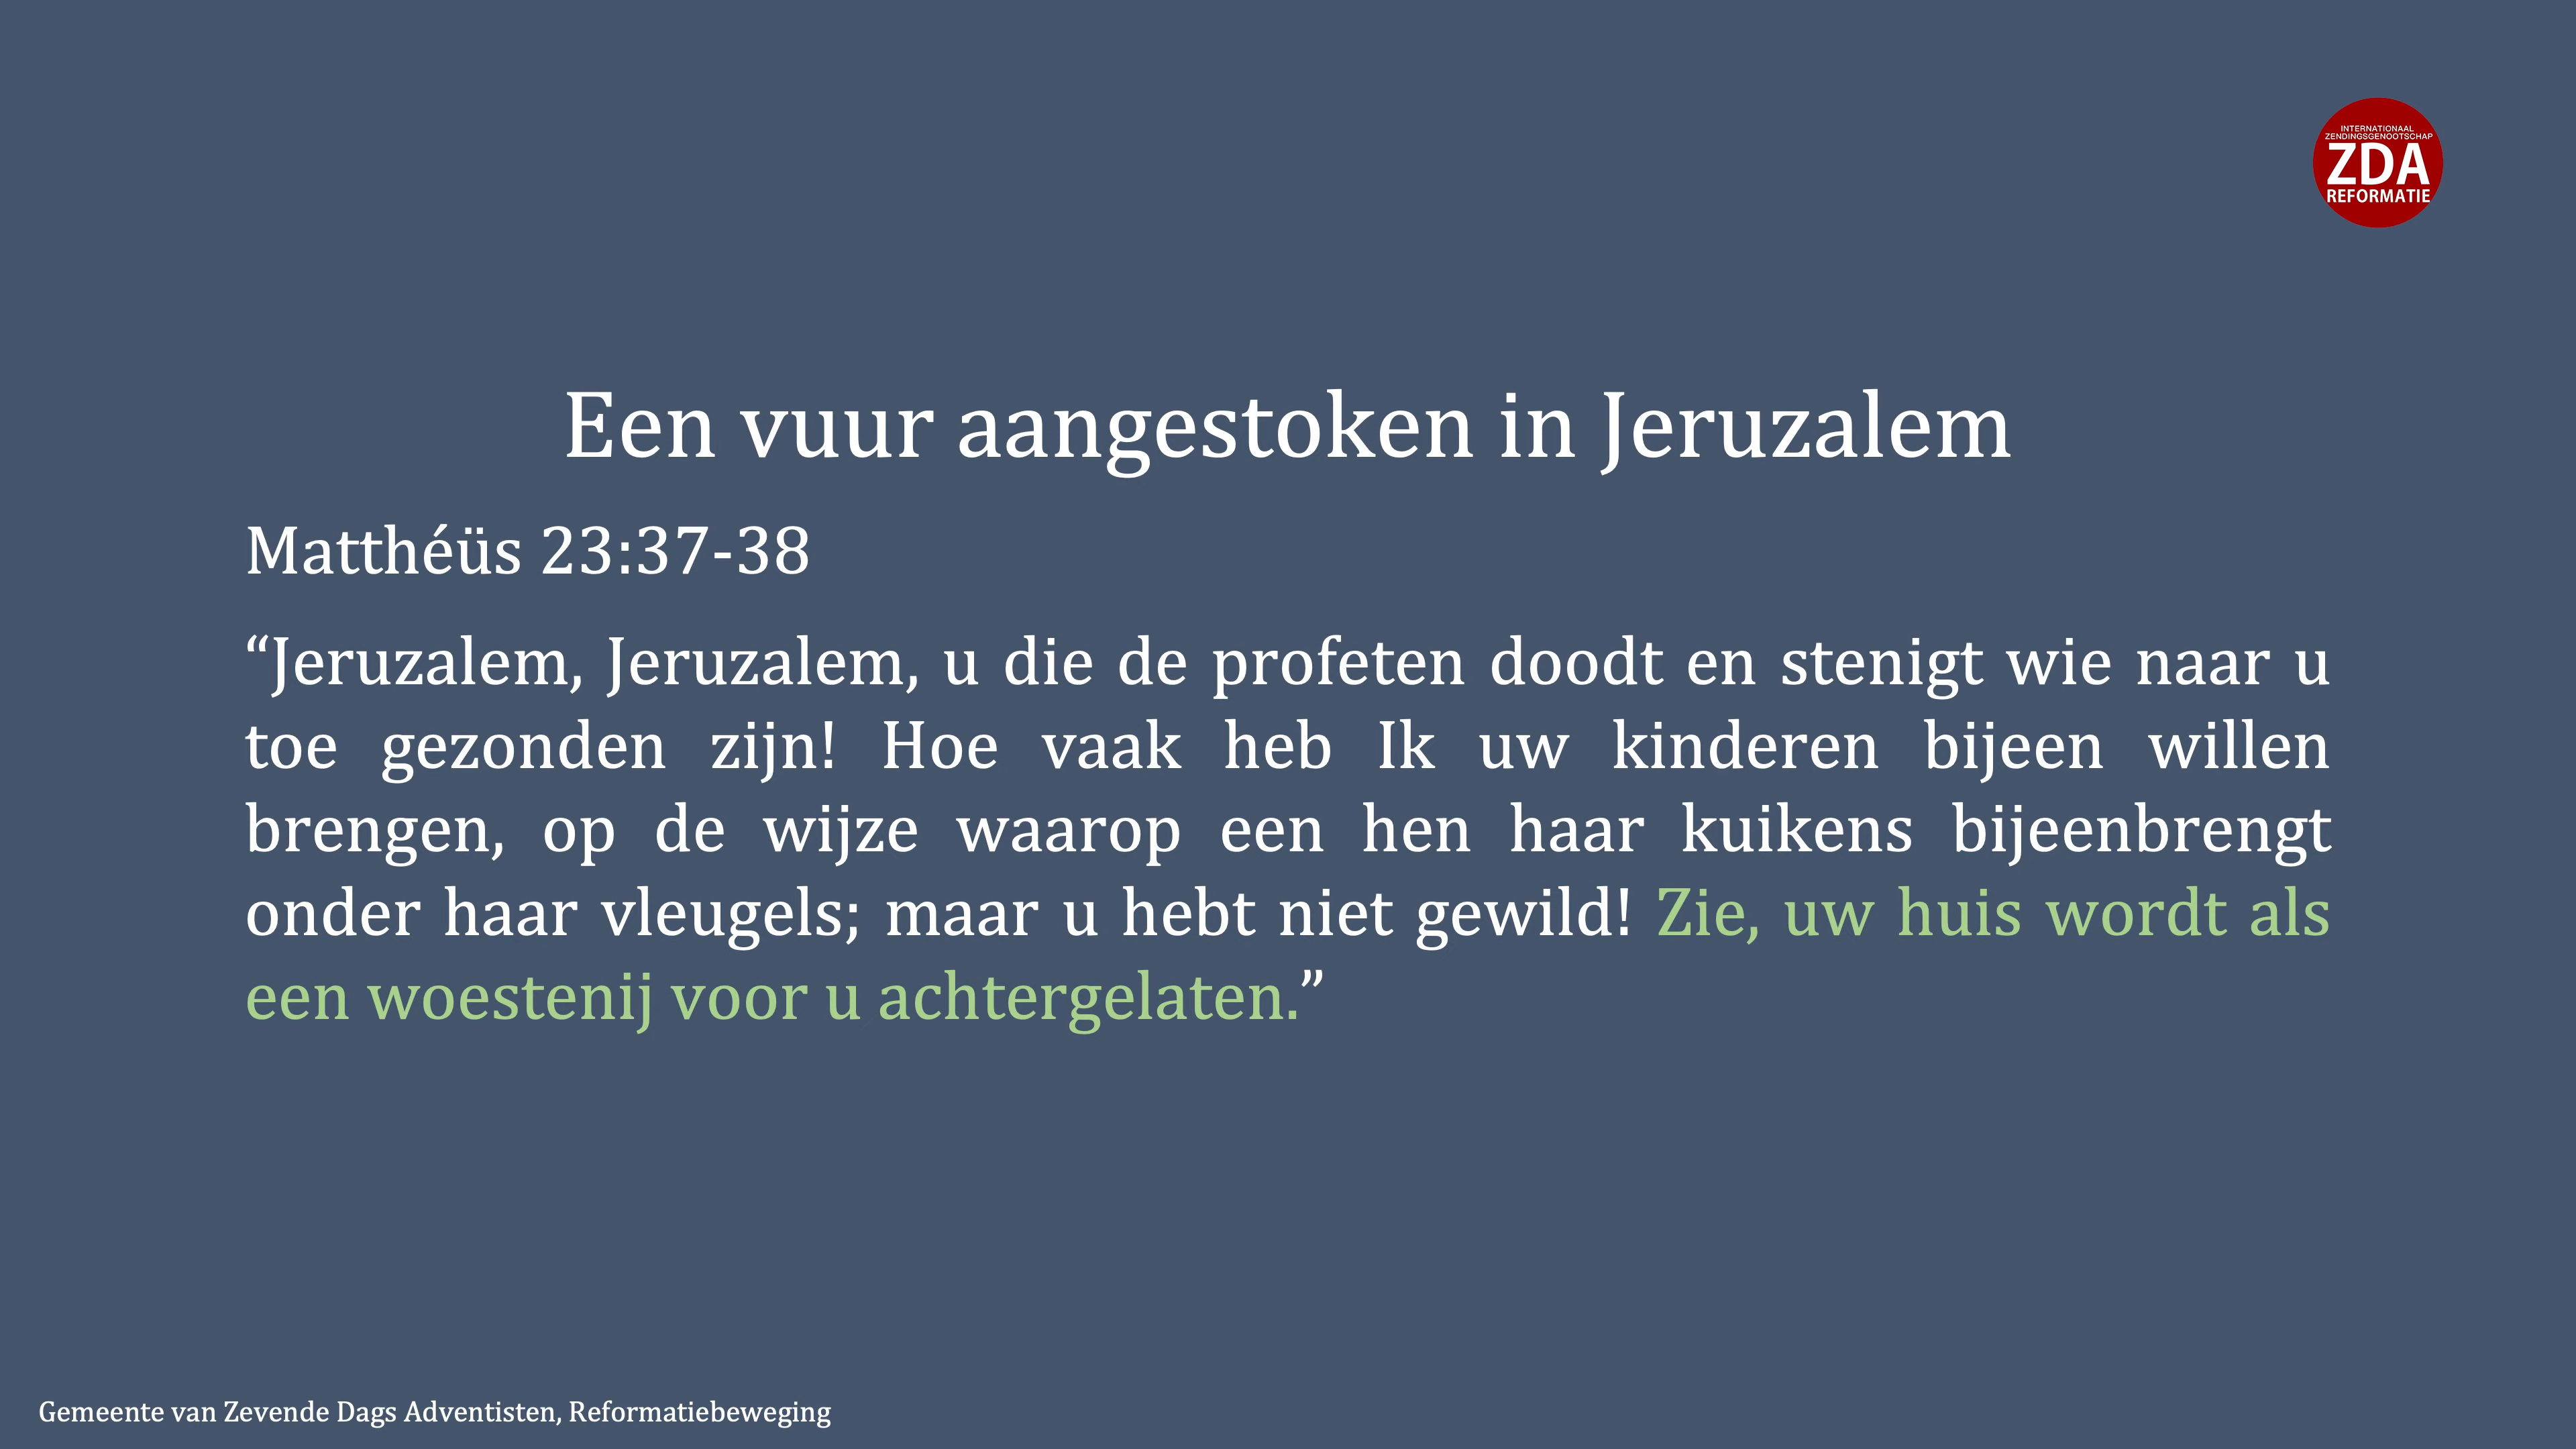 INTERNATIONAAL
ZENDINGSGENOOTSCHAP
ZDA
REFORMATIE
Een vuur aangestoken in Jeruzalem
Matthéüs 23:37-38
“Jeruzalem, Jeruzalem, u die de profeten doodt en stenigt wie naar u
toe gezonden zijn! Hoe vaak heb Ik uw kinderen bijeen willen
brengen, op de wijze waarop een hen haar kuikens bijeenbrengt
onder haar vleugels; maar u hebt niet gewild! Zie, uw huis wordt als
een woestenij voor u achtergelaten.”
Gemeente van Zevende Dags Adventisten, Reformatiebeweging